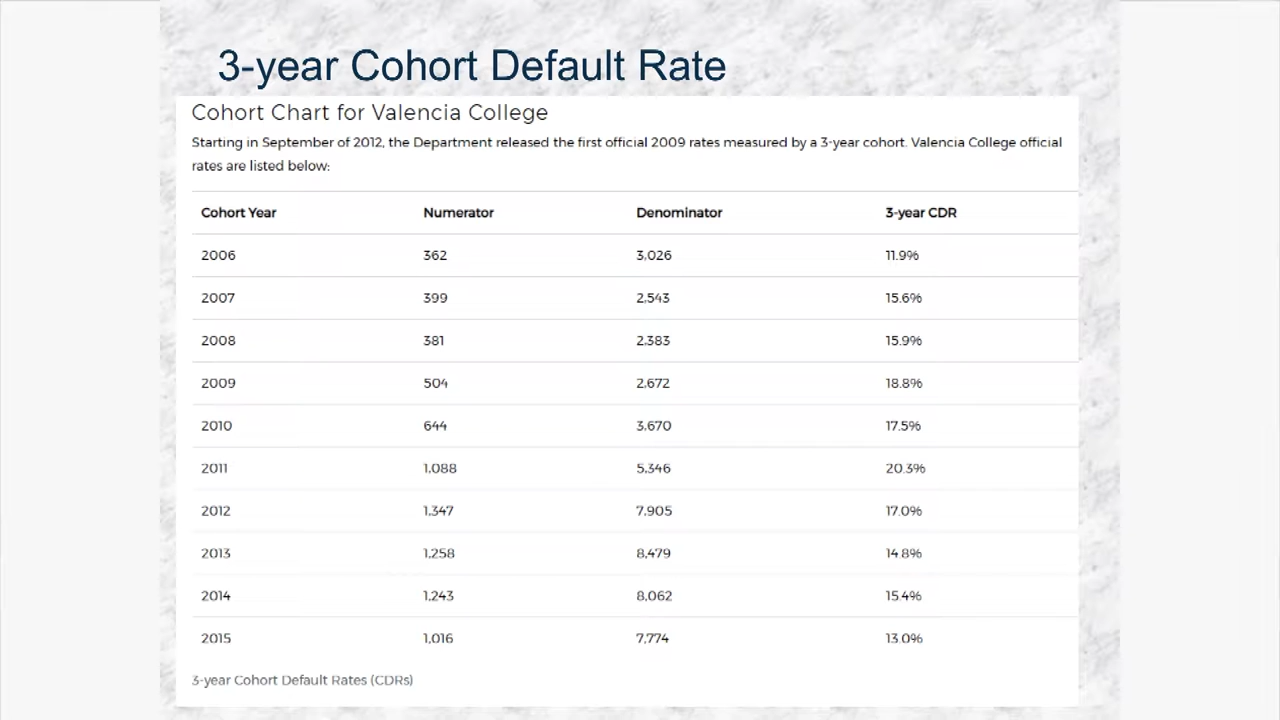 3-year Cohort Default Rate
Cohort Chart for Valencia College
Starting in September of 2012, the Department released the first official 2009 rates measured by a 3-year cohort. Valencia College official
rates are listed below:
Cohort Year Numerator Denominator 3-year CDR
2006 362 3,026 11.9%
2007 399 2,543 15.6%
2008 381 2,383 15.9%
2009 504 2,672 18.8%
2010 644 3,670 17.5%
2011 1,088 5,346 20.3%
2012 1,347 7,905 17.0%
2013 1,258 8,479 14.8%
2014 1,243 8,062 15.4%
2015 1,016 7,774 13.0%
3-year Cohort Default Rates (CDRs)